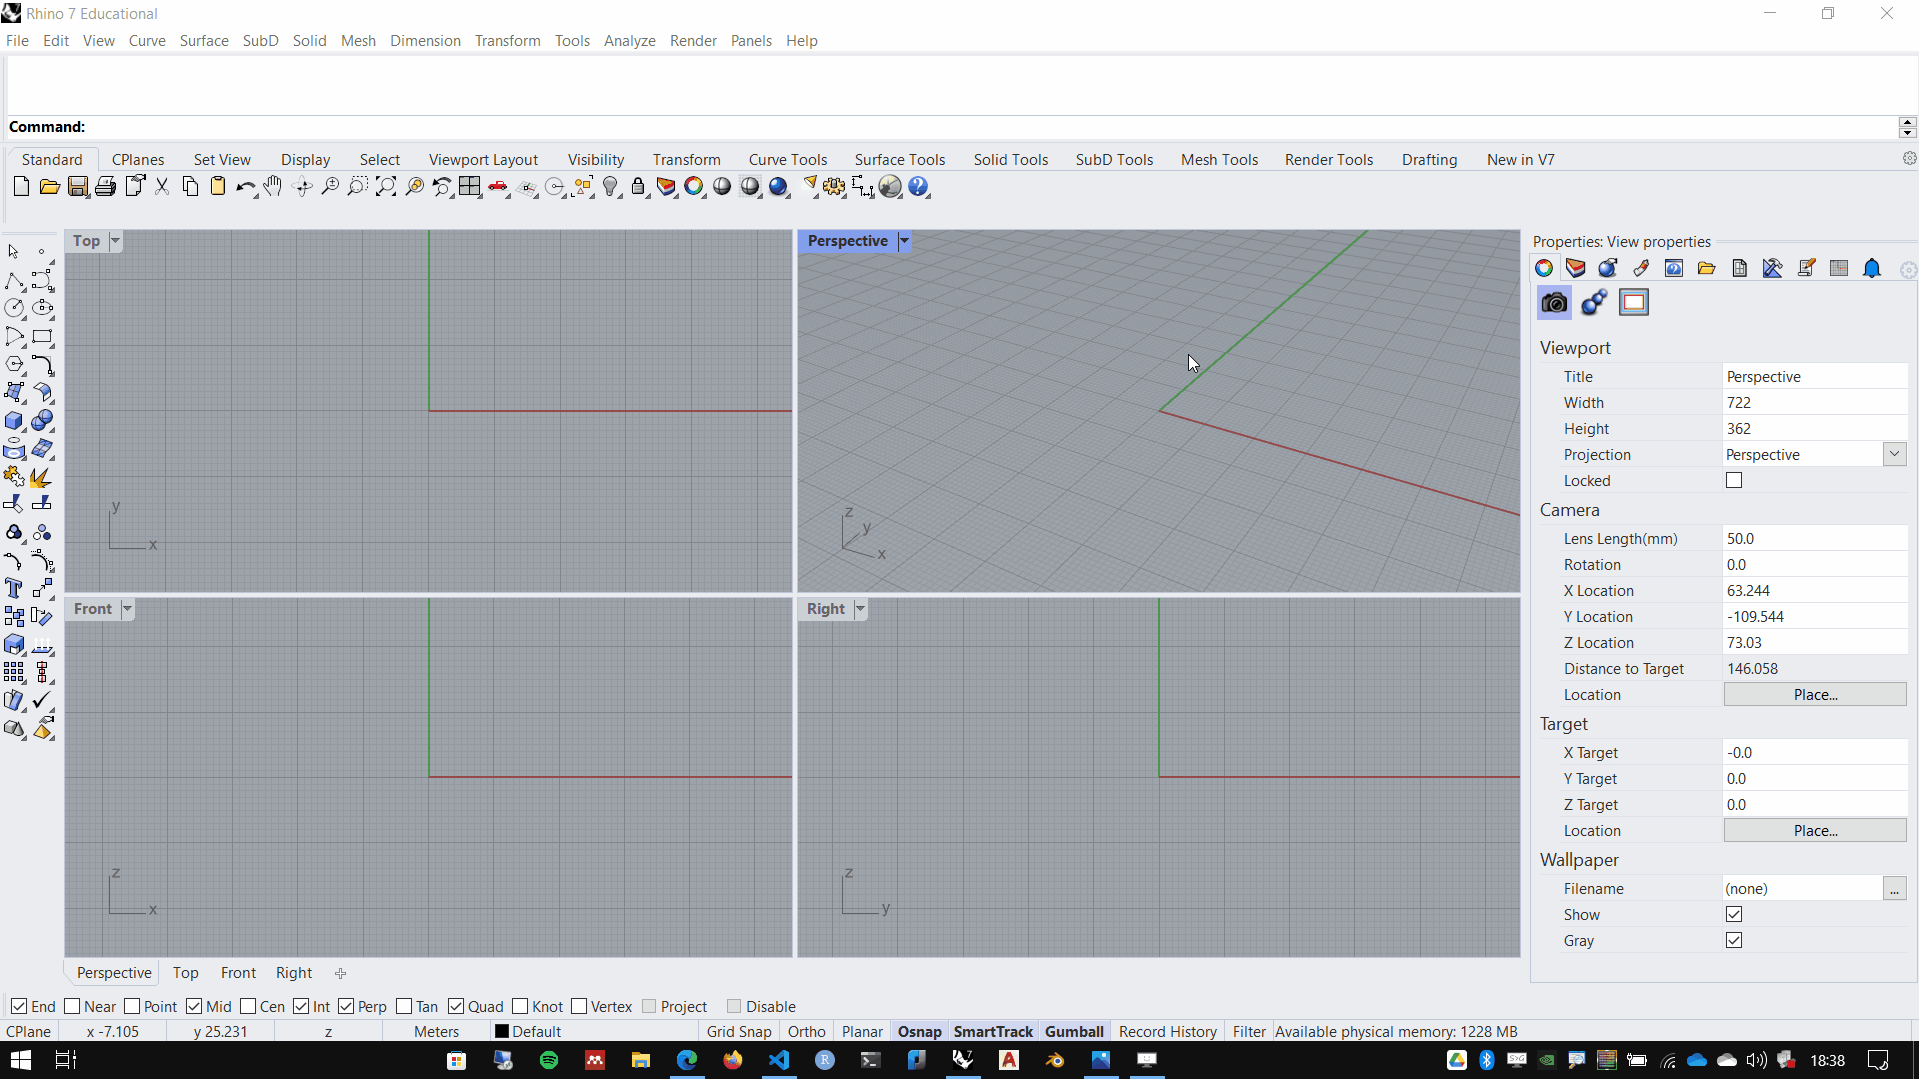 Rhino 7 Educational
File Edit View Curve Surface SubD Solid Mesh Dimension Transform Tools Analyze Render Panels Help
Command:
Standard CPlanes Set View Display Select Viewport Layout Visibility Transform Curve Tools Surface Tools Solid Tools SubD Tools Mesh Tools Render Tools Drafting New in V7
Top
y
x
Perspective
z
y
x
Front
z
x
Right
z
y
Properties: View properties
Viewport
Title Perspective
Width 722
Height 362
Projection Perspective
Locked
Camera
Lens Length(mm) 50.0
Rotation 0.0
X Location 63.244
Y Location -109.544
Z Location 73.03
Distance to Target 146.058
Location Place...
Target
X Target -0.0
Y Target 0.0
Z Target 0.0
Location Place...
Wallpaper
Filename (none) ...
Show
Gray
Perspective Top Front Right
End Near Point Mid Cen Int Perp Tan Quad Knot Vertex Project Disable
CPlane x -7.105 y 25.231 z Meters Default Grid Snap Ortho Planar Osnap SmartTrack Gumball Record History Filter Available physical memory: 1228 MB
18:38